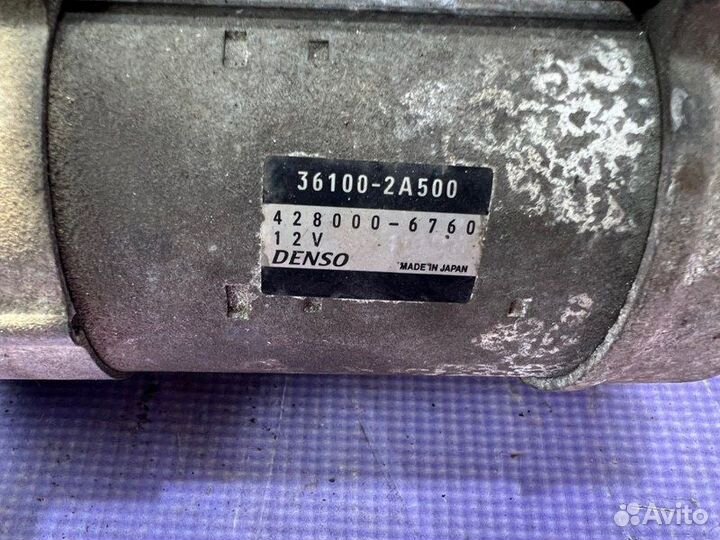 36100-2A500
428000-6760
12V
DENSO MADE IN JAPAN
Avito